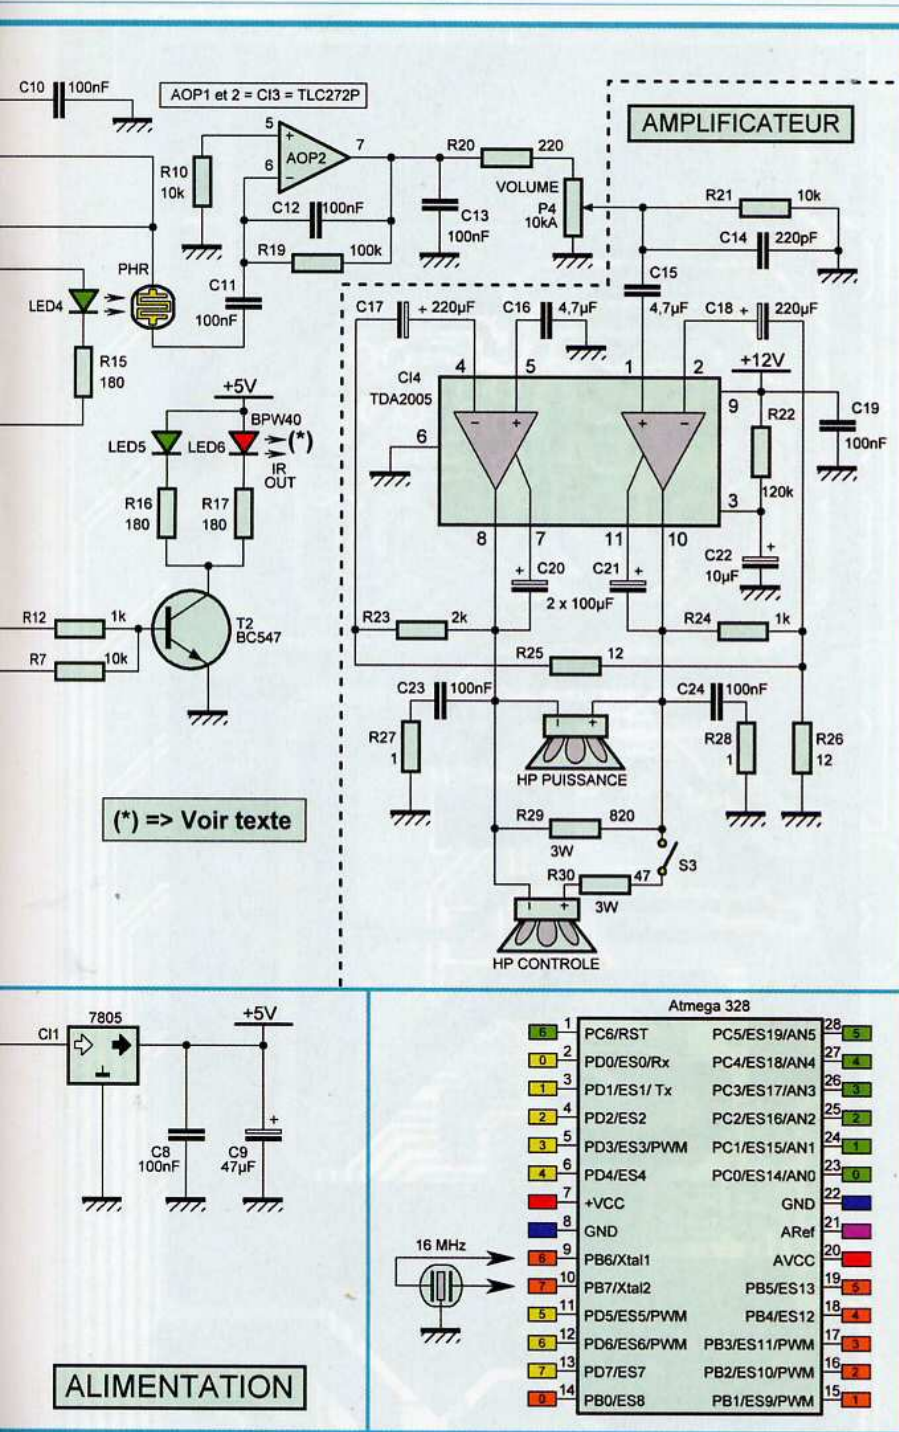 C10
100nF
AOP1 et 2 = CI3 = TLC272P
AMPLIFICATEUR
5
+
AOP2
7
6
−
R10
10k
R20
220
VOLUME
P4
10kA
R21
10k
C12
100nF
C13
100nF
C14
220pF
R19
100k
PHR
C11
100nF
C15
4,7µF
LED4
R15
180
C17
+ 220µF
C16
4,7µF
C18
+
220µF
+12V
CI4
TDA2005
4
5
1
2
9
R22
120k
C19
100nF
− +
+ −
6
3
8
7
11
10
+5V
LED5
LED6
BPW40
(*)
IR
OUT
R16
180
R17
180
C22
10µF
+
+
C20
C21
+
2 x 100µF
R12
1k
R7
10k
T2
BC547
R23
2k
R24
1k
R25
12
C23
100nF
C24
100nF
R27
1
− +
HP PUISSANCE
R28
1
R26
12
(*) => Voir texte
R29
820
3W
S3
R30
47
3W
− +
HP CONTROLE
CI1
7805
+5V
C8
100nF
C9
47µF
+
ALIMENTATION
Atmega 328
6 1 PC6/RST PC5/ES19/AN5 28 5
0 2 PD0/ES0/Rx PC4/ES18/AN4 27 4
1 3 PD1/ES1/ Tx PC3/ES17/AN3 26 3
2 4 PD2/ES2 PC2/ES16/AN2 25 2
3 5 PD3/ES3/PWM PC1/ES15/AN1 24 1
4 6 PD4/ES4 PC0/ES14/AN0 23 0
7 +VCC GND 22
8 GND ARef 21
16 MHz
6 9 PB6/Xtal1 AVCC 20
7 10 PB7/Xtal2 PB5/ES13 19 5
5 11 PD5/ES5/PWM PB4/ES12 18 4
6 12 PD6/ES6/PWM PB3/ES11/PWM 17 3
7 13 PD7/ES7 PB2/ES10/PWM 16 2
0 14 PB0/ES8 PB1/ES9/PWM 15 1